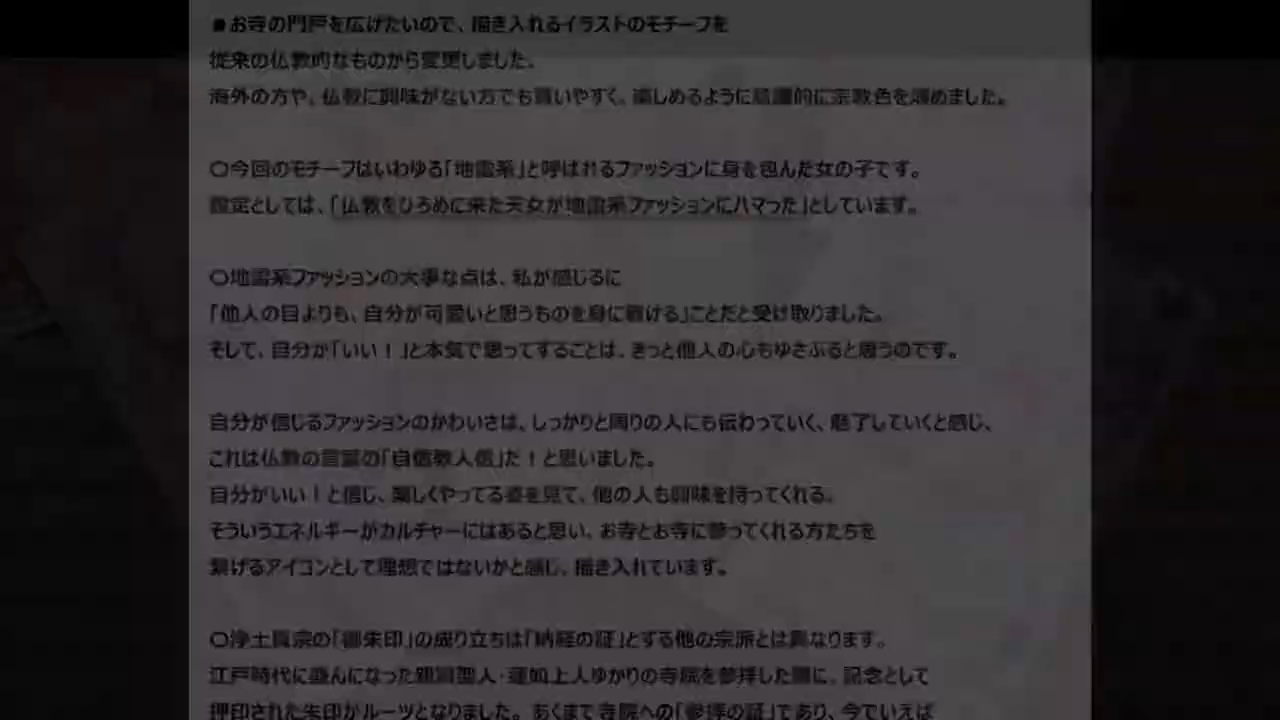 ●お寺の門戸を広げたいので、描き入れるイラストのモチーフを
従来の仏教的なものから変更しました。
海外の方や、仏教に興味がない方でも買いやすく、楽しめるように意識的に宗教色を薄めました。
〇今回のモチーフはいわゆる「地雷系」と呼ばれるファッションに身を包んだ女の子です。
設定としては、「仏教をひろめに来た天女が地雷系ファッションにハマった」としています。
〇地雷系ファッションの大事な点は、私が感じるに
「他人の目よりも、自分が可愛いと思うものを身に着ける」ことだと受け取りました。
そして、自分が「いい！」と本気で思ってすることは、きっと他人の心もゆさぶると思うのです。
自分が信じるファッションのかわいさは、しっかりと周りの人にも伝わっていく、魅了していくと感じ、
これは仏教の言葉の「自信教人信」だ！と思いました。
自分がいい！と信じ、楽しくやってる姿を見て、他の人も興味を持ってくれる。
そういうエネルギーがカルチャーにはあると思い、お寺とお寺に参ってくれる方たちを
繋げるアイコンとして理想ではないかと感じ、描き入れています。
〇浄土真宗の「御朱印」の成り立ちは「納経の証」とする他の宗派とは異なります。
江戸時代に盛んになった親鸞聖人・蓮如上人ゆかりの寺院を参拝した際に、記念として
押印された朱印がルーツとなりました。あくまで寺院への「参拝の証」であり、今でいえば